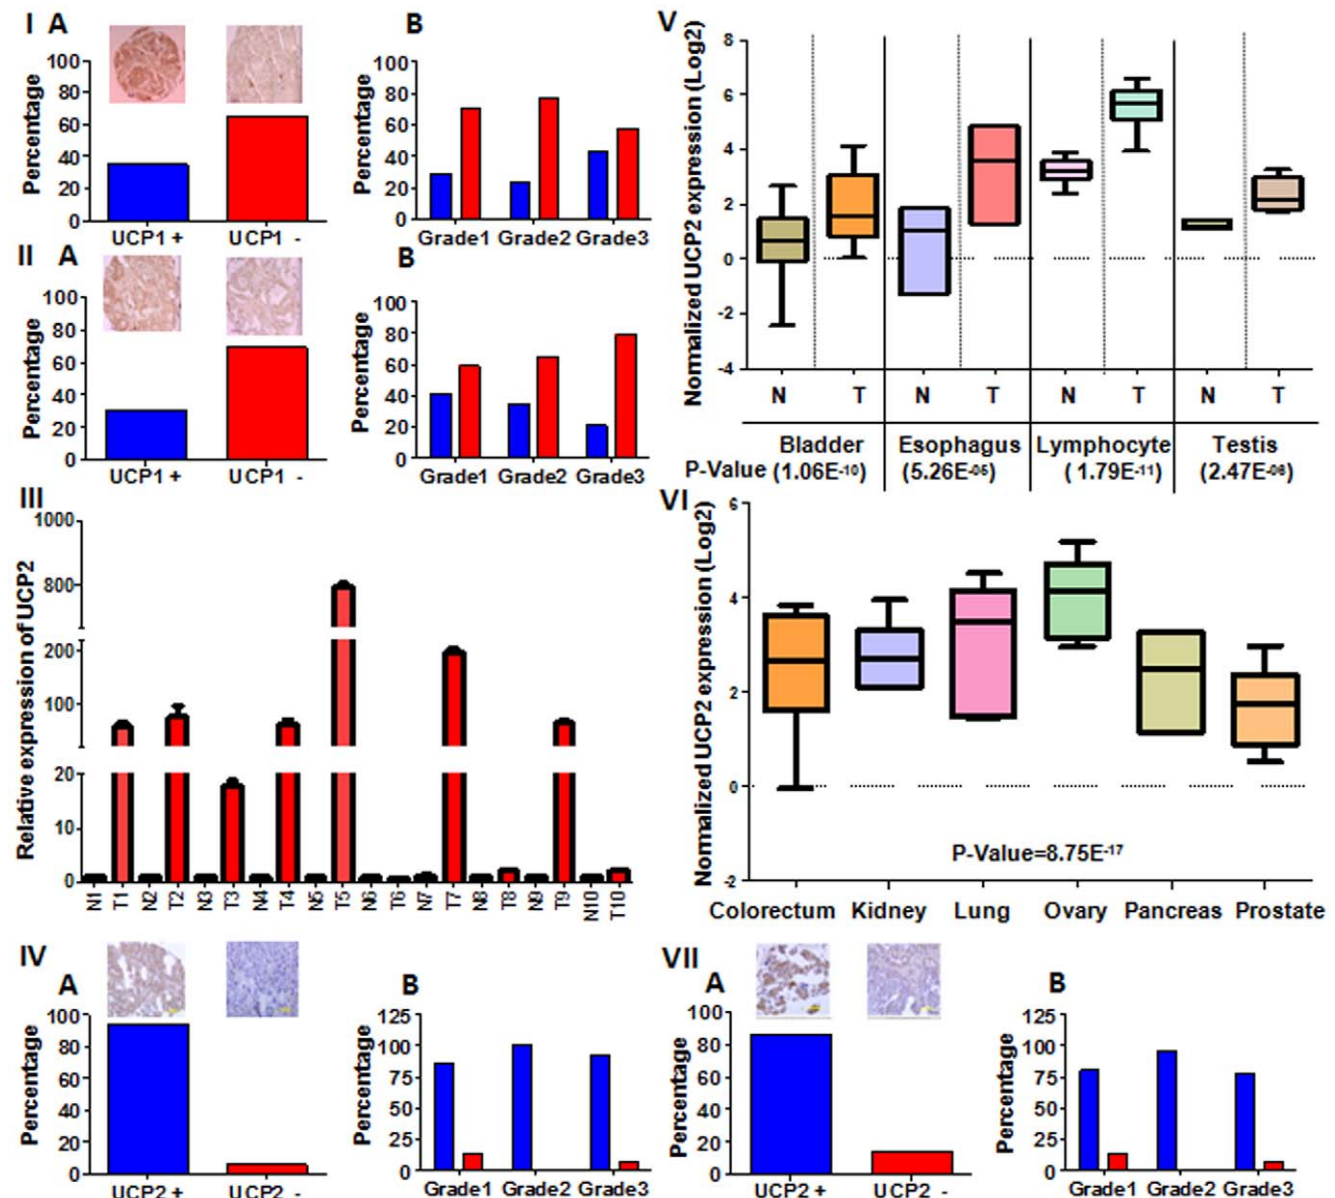 I A
B
Percentage
100
80
60
40
20
0
UCP1 +
UCP1 -
Percentage
100
80
60
40
20
0
Grade1 Grade2 Grade3
II A
B
Percentage
100
80
60
40
20
0
UCP1 +
UCP1 -
Percentage
100
80
60
40
20
0
Grade1 Grade2 Grade3
III
Relative expression of UCP2
1000
800
200
100
20
10
0
N1 T1 N2 T2 N3 T3 N4 T4 N5 T5 N6 T6 N7 T7 N8 T8 N9 T9 N10 T10
IV
A
B
Percentage
100
80
60
40
20
0
UCP2 +
UCP2 -
Percentage
125
100
75
50
25
0
Grade1 Grade2 Grade3
V
Normalized UCP2 expression (Log2)
8
6
4
2
0
-2
-4
N T N T N T N T
Bladder Esophagus Lymphocyte Testis
P-Value (1.06E-10) (5.26E-05) (1.79E-11) (2.47E-06)
VI
Normalized UCP2 expression (Log2)
6
4
2
0
-2
P-Value=8.75E-17
Colorectum Kidney Lung Ovary Pancreas Prostate
VII
A
B
Percentage
100
80
60
40
20
0
UCP2 +
UCP2 -
Percentage
125
100
75
50
25
0
Grade1 Grade2 Grade3